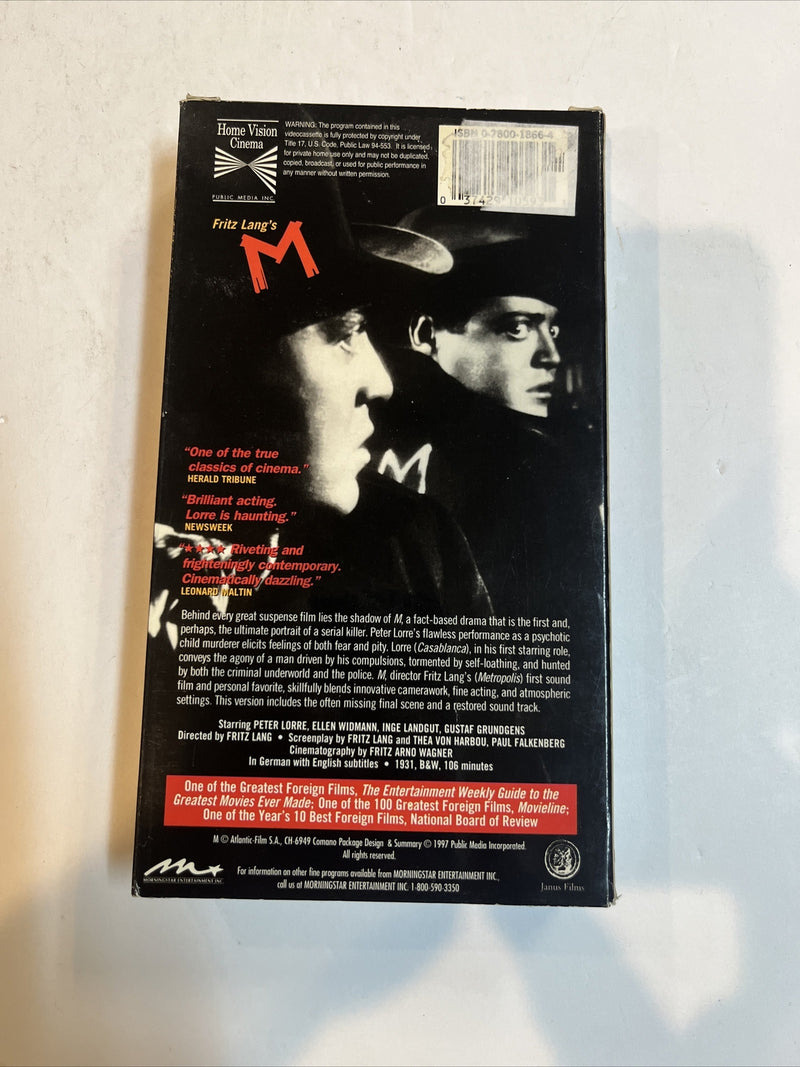 Home Vision
Cinema
PUBLIC MEDIA INC.
WARNING: The program contained in this
videocassette is fully protected by copyright under
Title 17, U.S. Code, Public Law 94-553. It is licensed
for private home use only and may not be duplicated,
copied, broadcast, or used for public performance in
any manner without written permission.
ISBN 0-7800-1866-4
0 37429
Fritz Lang's
M
M
“One of the true
classics of cinema.”
HERALD TRIBUNE
“Brilliant acting.
Lorre is haunting.”
NEWSWEEK
“★★★★ Riveting and
frighteningly contemporary.
Cinematically dazzling.”
LEONARD MALTIN
Behind every great suspense film lies the shadow of M, a fact-based drama that is the first and,
perhaps, the ultimate portrait of a serial killer. Peter Lorre's flawless performance as a psychotic
child murderer elicits feelings of both fear and pity. Lorre (Casablanca), in his first starring role,
conveys the agony of a man driven by his compulsions, tormented by self-loathing, and hunted
by both the criminal underworld and the police. M, director Fritz Lang's (Metropolis) first sound
film and personal favorite, skillfully blends innovative camerawork, fine acting, and atmospheric
settings. This version includes the often missing final scene and a restored sound track.
Starring PETER LORRE, ELLEN WIDMANN, INGE LANDGUT, GUSTAF GRUNDGENS
Directed by FRITZ LANG • Screenplay by FRITZ LANG and THEA VON HARBOU, PAUL FALKENBERG
Cinematography by FRITZ ARNO WAGNER
In German with English subtitles • 1931, B&W, 106 minutes
One of the Greatest Foreign Films, The Entertainment Weekly Guide to the
Greatest Movies Ever Made; One of the 100 Greatest Foreign Films, Movieline;
One of the Year's 10 Best Foreign Films, National Board of Review
M © Atlantic-Film S.A., CH-6949 Comano Package Design & Summary © 1997 Public Media Incorporated.
All rights reserved.
MORNINGSTAR ENTERTAINMENT INC.
For information on other fine programs available from MORNINGSTAR ENTERTAINMENT INC.,
call us at MORNINGSTAR ENTERTAINMENT INC. 1-800-590-3350
Janus Films